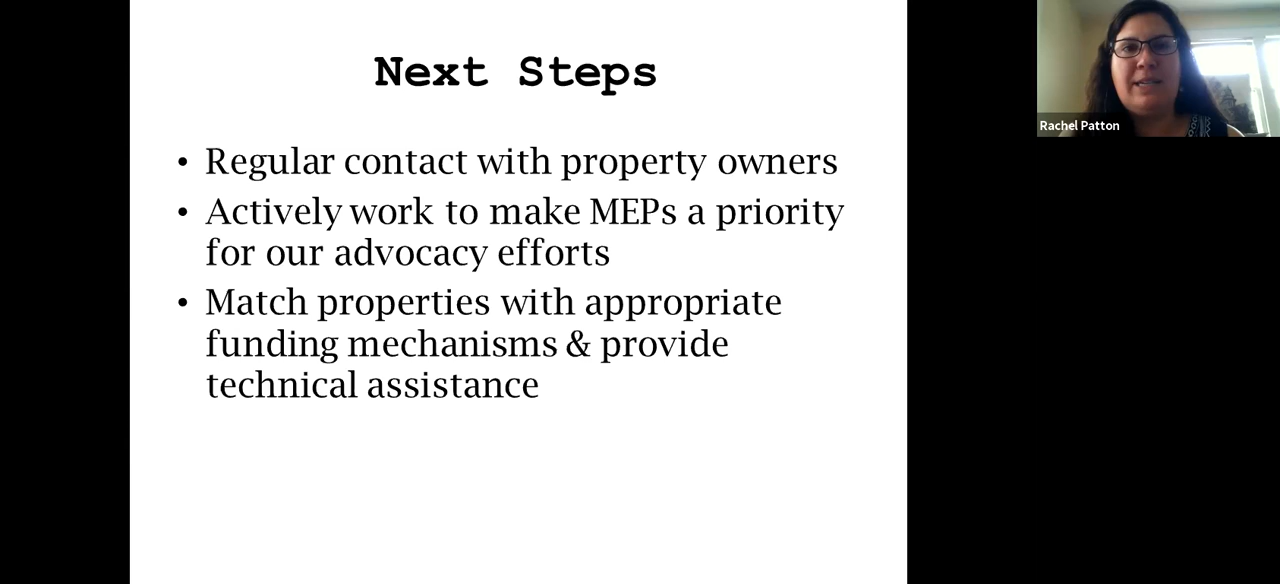 Next Steps
• Regular contact with property owners
• Actively work to make MEPs a priority
for our advocacy efforts
• Match properties with appropriate
funding mechanisms & provide
technical assistance
Rachel Patton